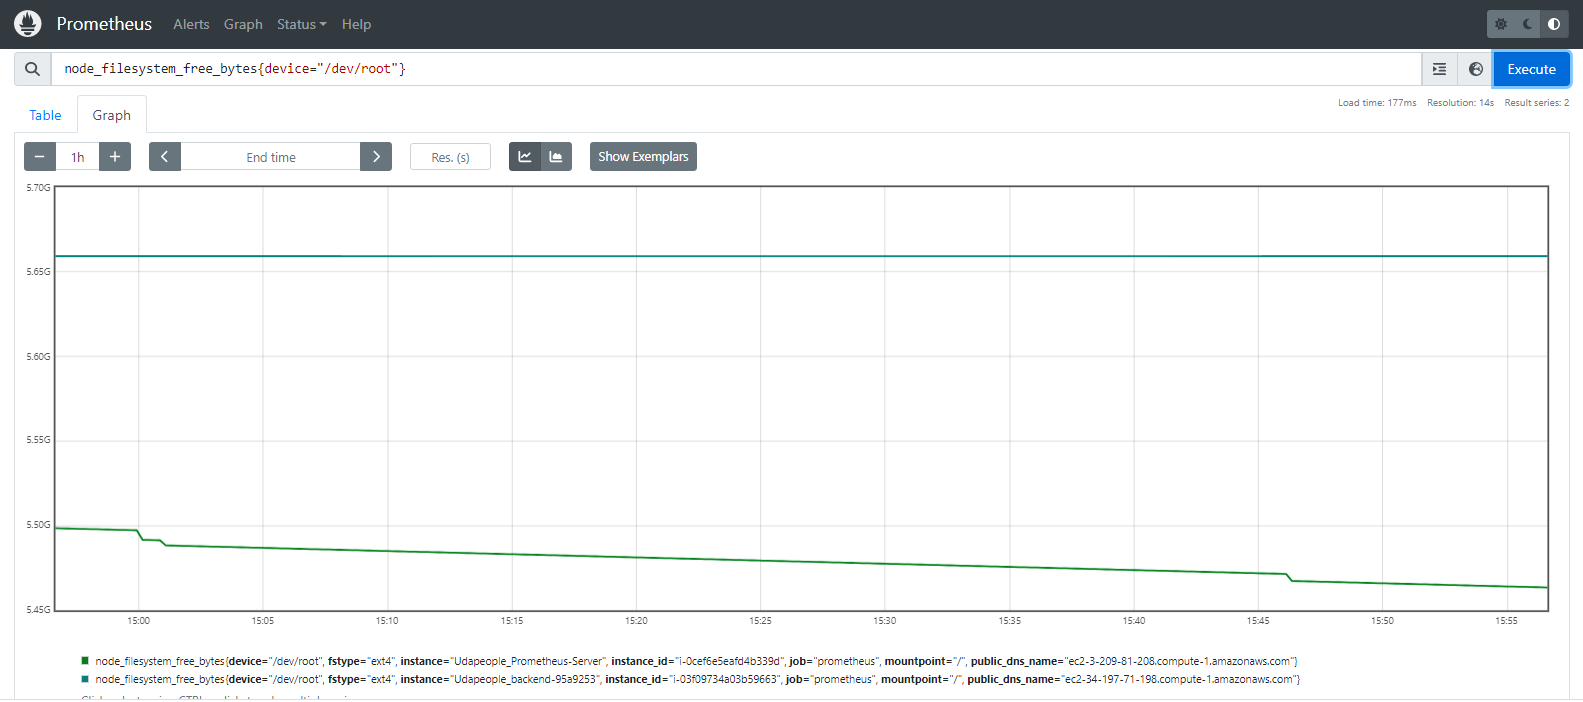 Prometheus Alerts Graph Status Help
node_filesystem_free_bytes{device="/dev/root"} Execute
Load time: 177ms Resolution: 14s Result series: 2
Table Graph
1h End time Res. (s) Show Exemplars
5.70G
5.65G
5.60G
5.55G
5.50G
5.45G
15:00 15:05 15:10 15:15 15:20 15:25 15:30 15:35 15:40 15:45 15:50 15:55
node_filesystem_free_bytes{device="/dev/root", fstype="ext4", instance="Udapeople_Prometheus-Server", instance_id="i-0cef6e5eafd4b339d", job="prometheus", mountpoint="/", public_dns_name="ec2-3-209-81-208.compute-1.amazonaws.com"}
node_filesystem_free_bytes{device="/dev/root", fstype="ext4", instance="Udapeople_backend-95a9253", instance_id="i-03f09734a03b59663", job="prometheus", mountpoint="/", public_dns_name="ec2-34-197-71-198.compute-1.amazonaws.com"}